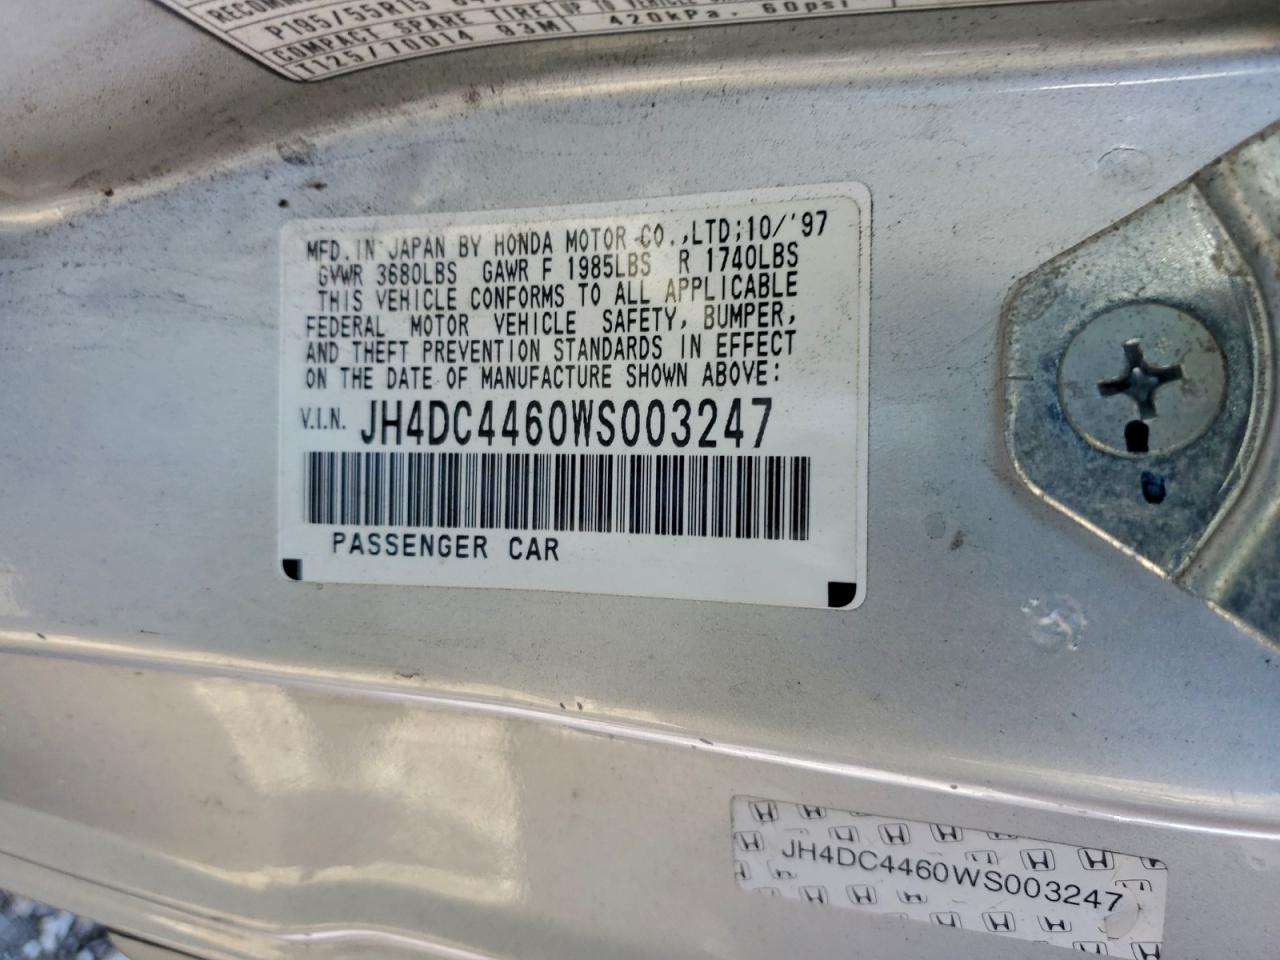 P195/55R15
COMPACT SPARE TIRE
T125/70D14 93M 420kPa, 60psi
MFD. IN JAPAN BY HONDA MOTOR CO.,LTD;10/'97
GVWR 3680LBS GAWR F 1985LBS R 1740LBS
THIS VEHICLE CONFORMS TO ALL APPLICABLE
FEDERAL MOTOR VEHICLE SAFETY, BUMPER,
AND THEFT PREVENTION STANDARDS IN EFFECT
ON THE DATE OF MANUFACTURE SHOWN ABOVE:
V.I.N. JH4DC4460WS003247
PASSENGER CAR
JH4DC4460WS003247